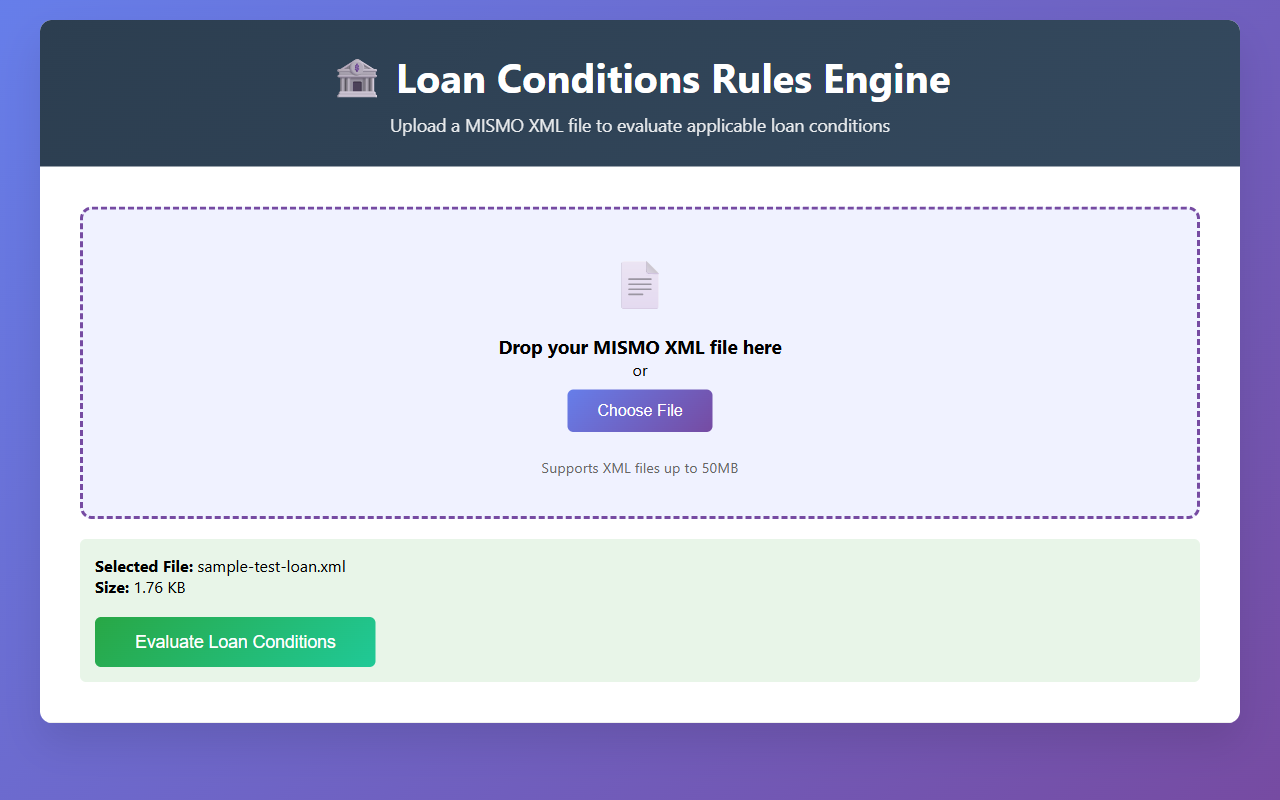 Loan Conditions Rules Engine
Upload a MISMO XML file to evaluate applicable loan conditions
Drop your MISMO XML file here
or
Choose File
Supports XML files up to 50MB
Selected File: sample-test-loan.xml
Size: 1.76 KB
Evaluate Loan Conditions